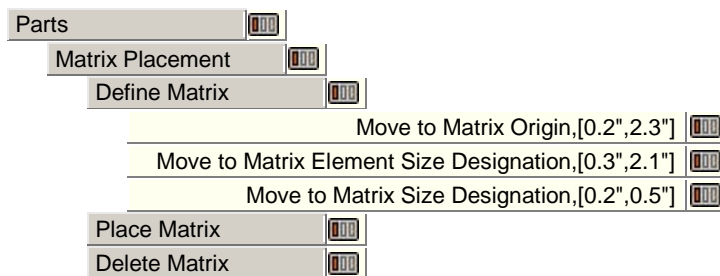 Parts
Matrix Placement
Define Matrix
Move to Matrix Origin,[0.2",2.3"]
Move to Matrix Element Size Designation,[0.3",2.1"]
Move to Matrix Size Designation,[0.2",0.5"]
Place Matrix
Delete Matrix